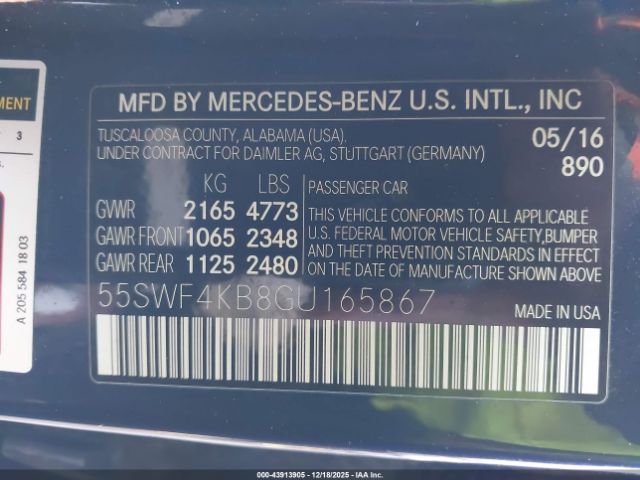 MENT
3
s.
A 205 584 18 03
MFD BY MERCEDES-BENZ U.S. INTL., INC
TUSCALOOSA COUNTY, ALABAMA (USA), 05/16
UNDER CONTRACT FOR DAIMLER AG, STUTTGART (GERMANY) 890
KG LBS PASSENGER CAR
GVWR 2165 4773
GAWR FRONT 1065 2348
GAWR REAR 1125 2480
THIS VEHICLE CONFORMS TO ALL APPLICABLE
U.S. FEDERAL MOTOR VEHICLE SAFETY,BUMPER
AND THEFT PREVENTION STANDARDS IN EFFECT
ON THE DATE OF MANUFACTURE SHOWN ABOVE.
55SWF4KB8GU165867 MADE IN USA
000-43913905 - 12/18/2025 - IAAI.COM